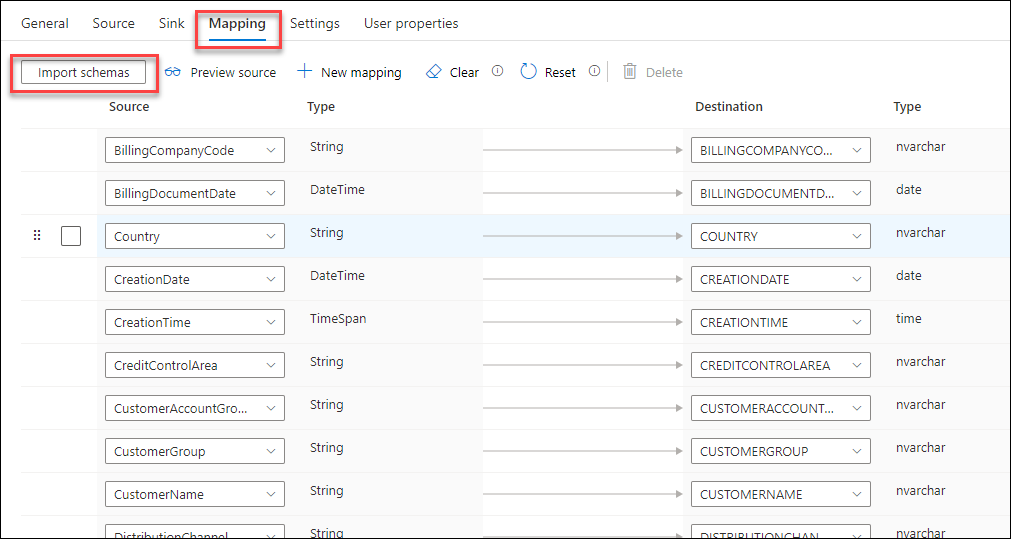 General Source Sink Mapping Settings User properties
Import schemas Preview source New mapping Clear Reset Delete
Source Type Destination Type
BillingCompanyCode String BILLINGCOMPANYCO... nvarchar
BillingDocumentDate DateTime BILLINGDOCUMENTD... date
Country String COUNTRY nvarchar
CreationDate DateTime CREATIONDATE date
CreationTime TimeSpan CREATIONTIME time
CreditControlArea String CREDITCONTROLAREA nvarchar
CustomerAccountGro... String CUSTOMERACCOUNT... nvarchar
CustomerGroup String CUSTOMERGROUP nvarchar
CustomerName String CUSTOMERNAME nvarchar
DistributionChannel String DISTRIBUTIONCHAN... nvarchar